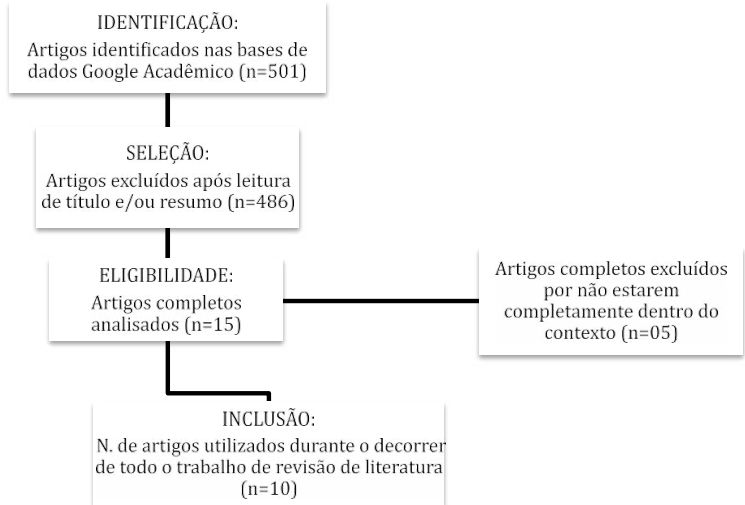 IDENTIFICAÇÃO:
Artigos identificados nas bases de
dados Google Acadêmico (n=501)
SELEÇÃO:
Artigos excluídos após leitura
de título e/ou resumo (n=486)
ELIGIBILIDADE:
Artigos completos
analisados (n=15)
Artigos completos excluídos
por não estarem
completamente dentro do
contexto (n=05)
INCLUSÃO:
N. de artigos utilizados durante o decorrer
de todo o trabalho de revisão de literatura
(n=10)